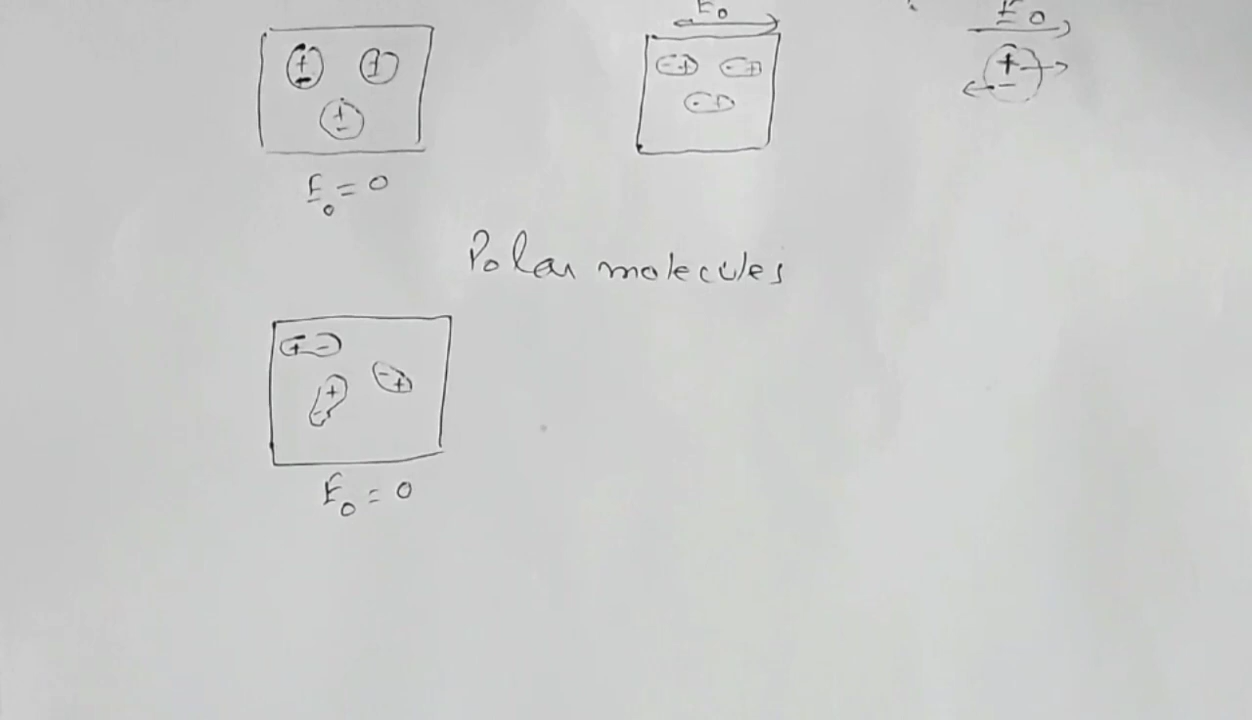 E₀ E₀
+ - + + -
- + - + - +
+ -
E₀ = 0
Polar molecules
+ - + - - +
E₀ = 0